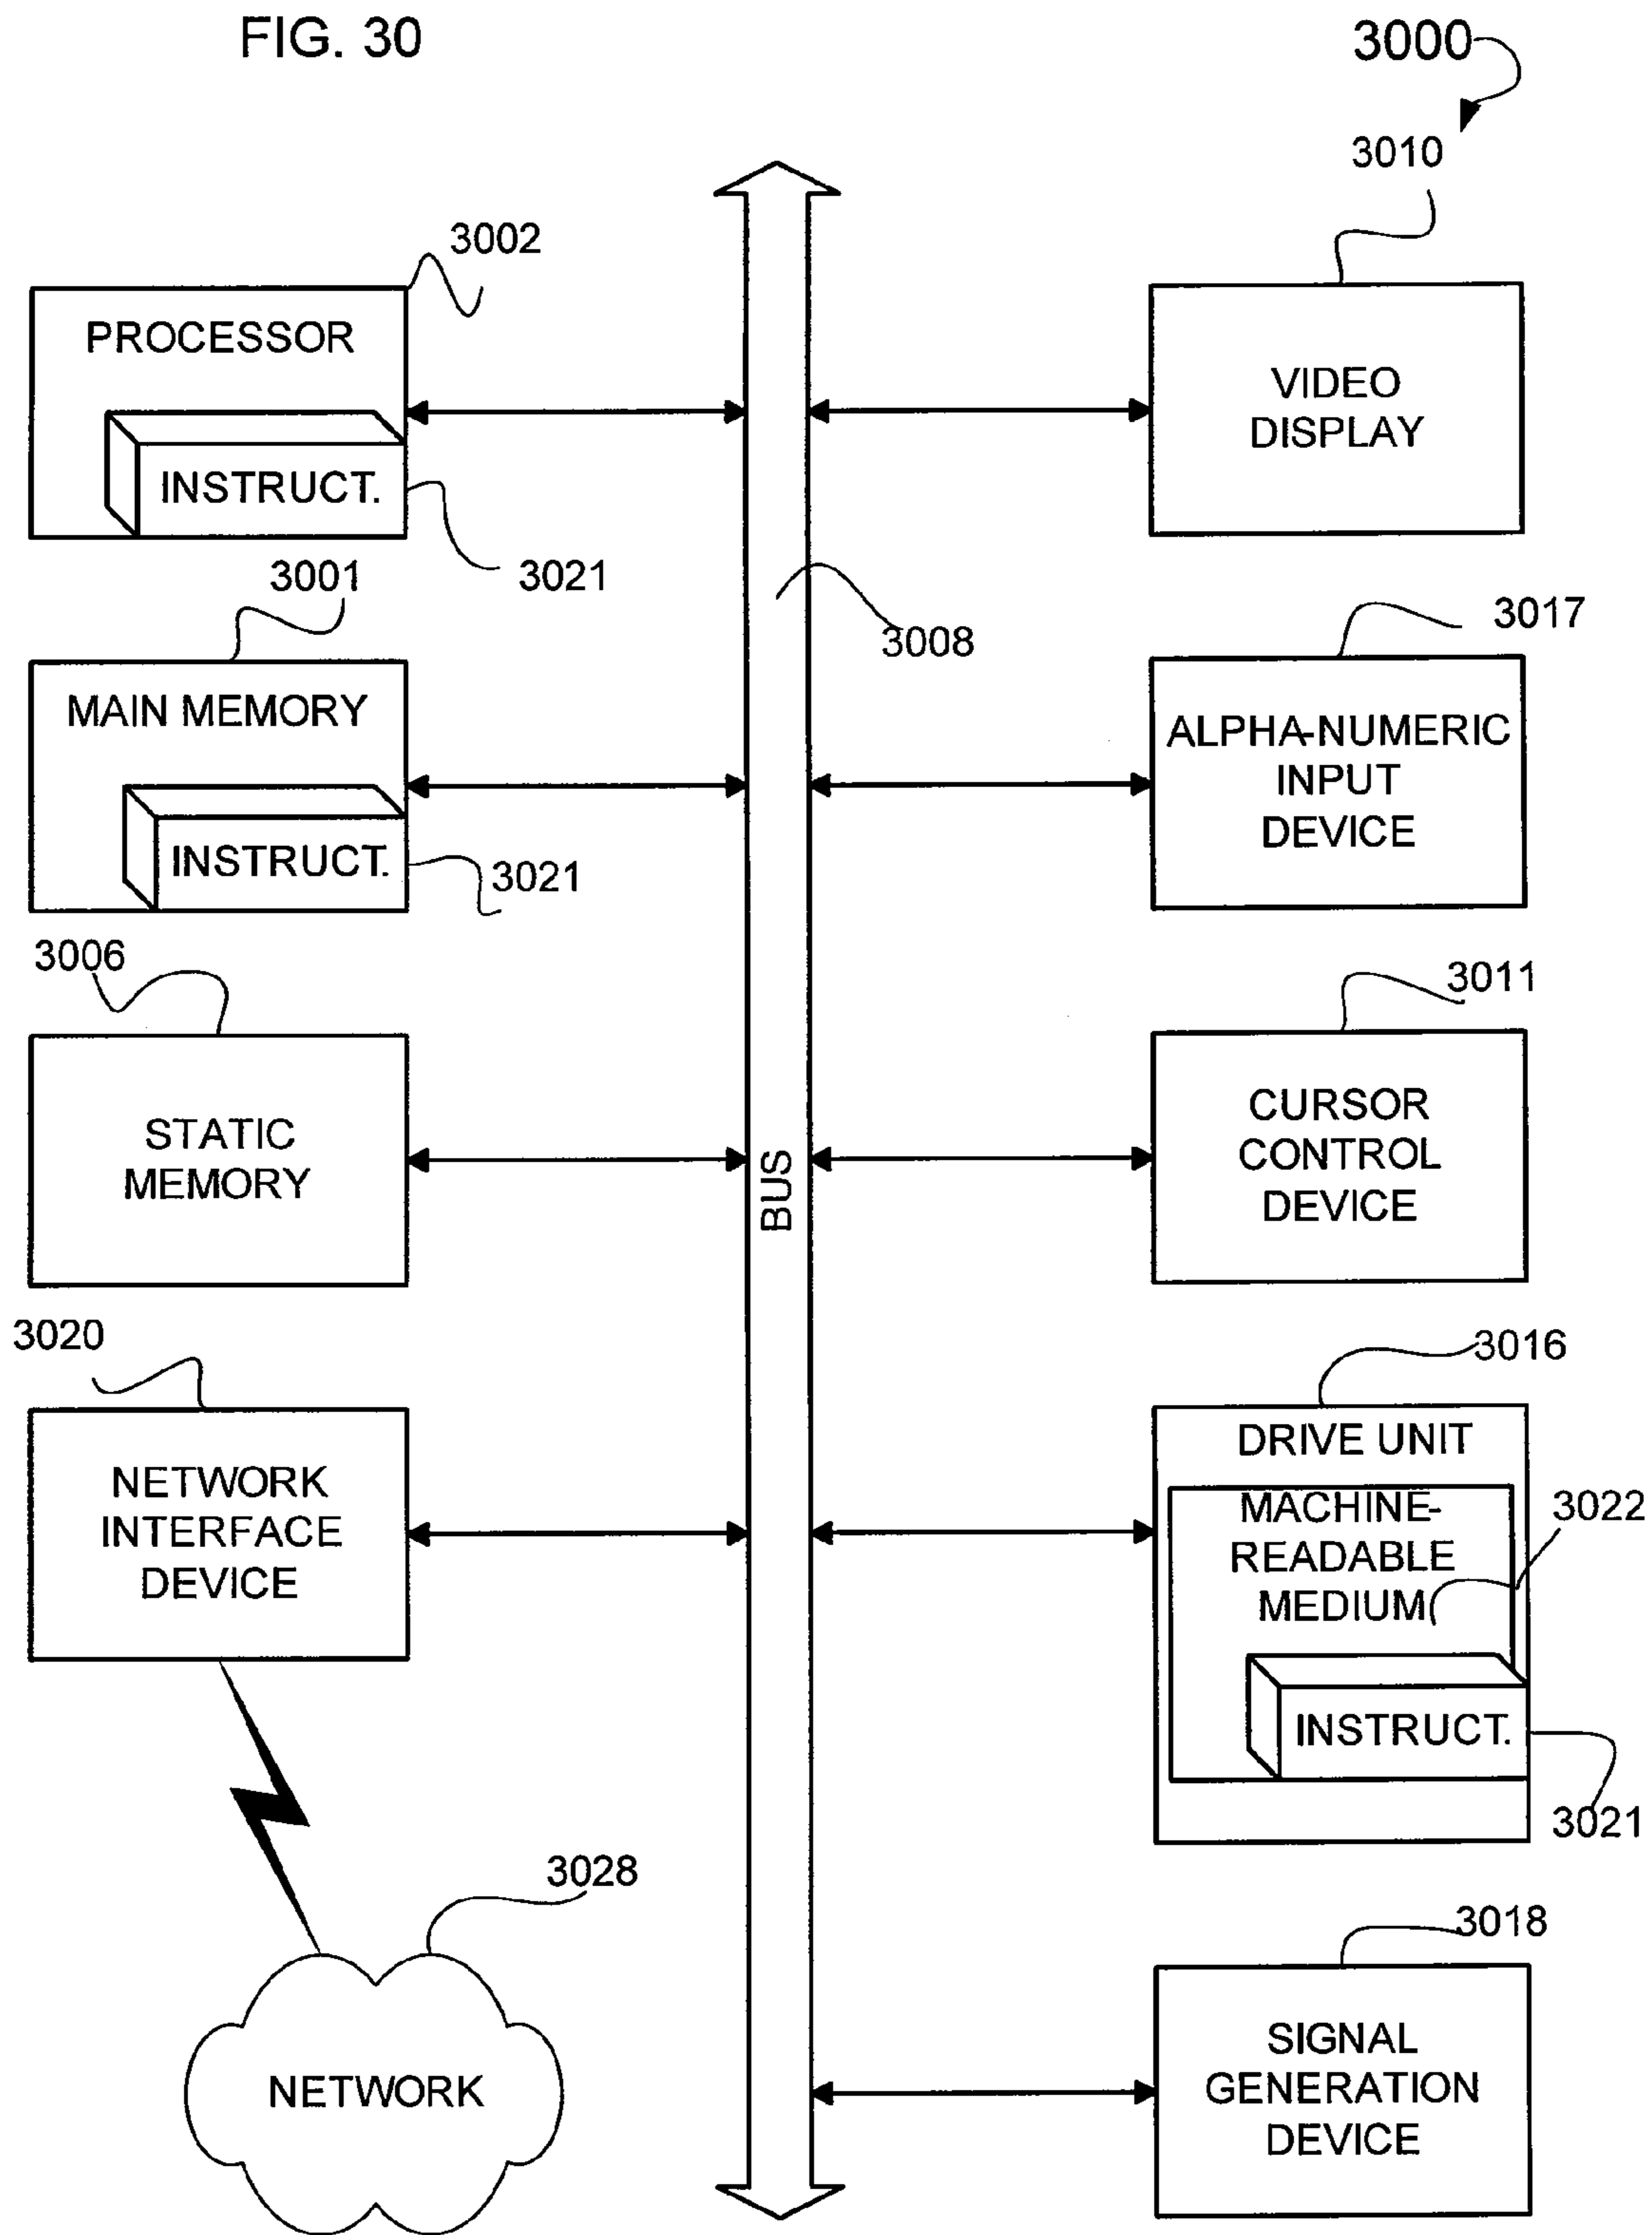 FIG. 30
3000
3010
3002
PROCESSOR
INSTRUCT.
3021
VIDEO
DISPLAY
3001
MAIN MEMORY
INSTRUCT.
3021
3008
3017
ALPHA-NUMERIC
INPUT
DEVICE
3006
STATIC
MEMORY
BUS
3011
CURSOR
CONTROL
DEVICE
3020
NETWORK
INTERFACE
DEVICE
3016
DRIVE UNIT
MACHINE-
READABLE
MEDIUM
3022
INSTRUCT.
3021
3028
NETWORK
3018
SIGNAL
GENERATION
DEVICE